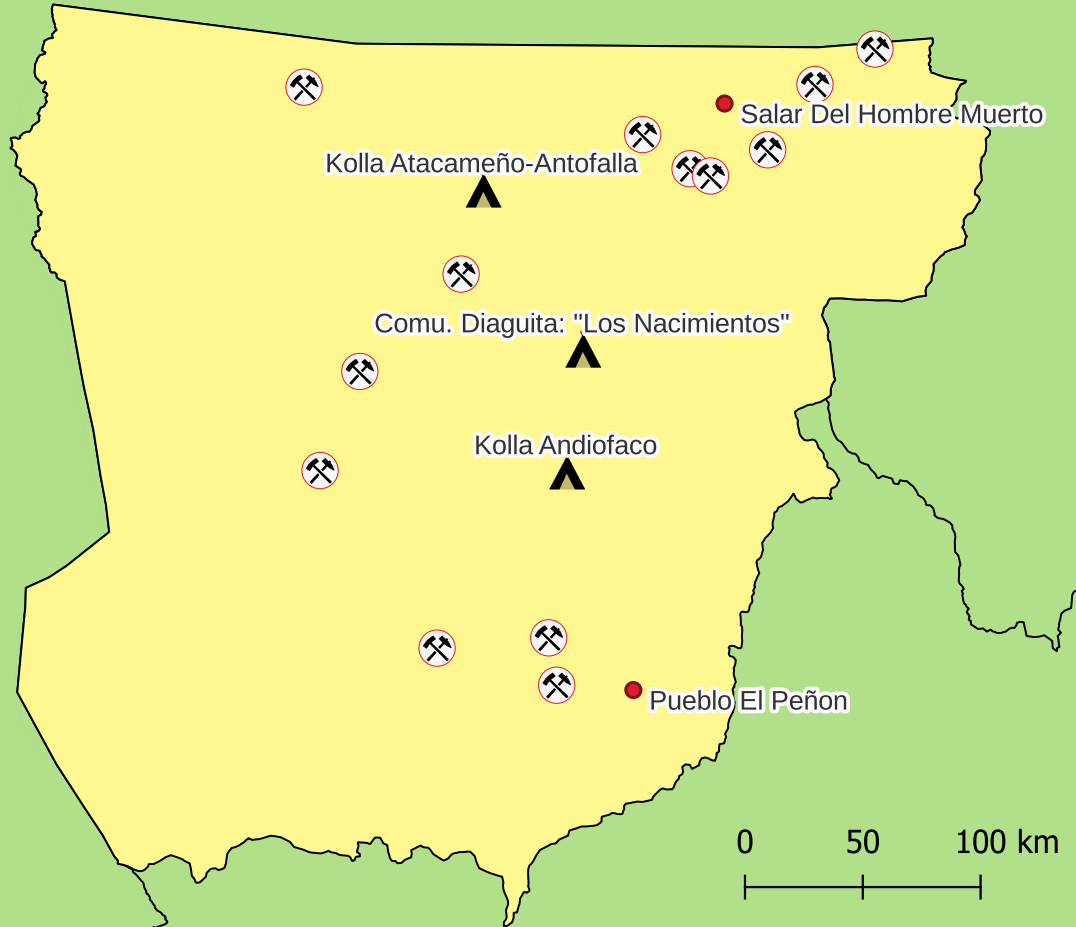 Salar Del Hombre Muerto
Kolla Atacameño-Antofalla
Comu. Diaguita: "Los Nacimientos"
Kolla Andiofaco
Pueblo El Peñon
0 50 100 km